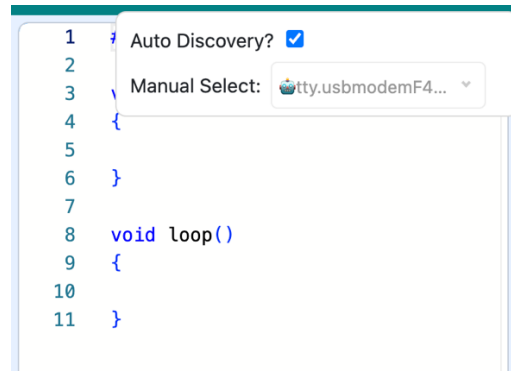 Auto Discovery? 
Manual Select: tty.usbmodemF4...
1 #
2
3 v
4 {
5
6 }
7
8 void loop()
9 {
10
11 }